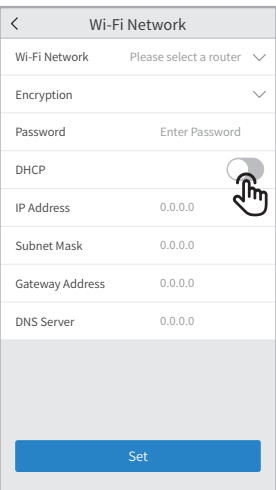 Wi-Fi Network
Wi-Fi Network Please select a router
Encryption
Password Enter Password
DHCP
IP Address 0.0.0.0
Subnet Mask 0.0.0.0
Gateway Address 0.0.0.0
DNS Server 0.0.0.0
Set